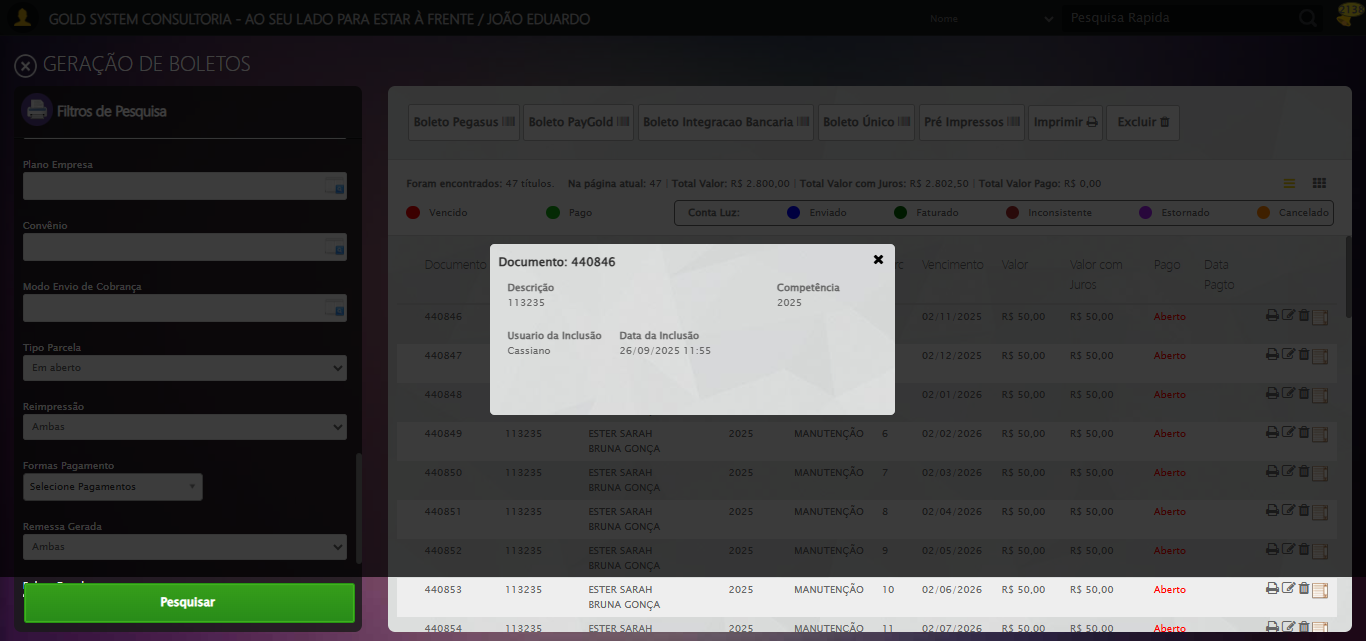 GOLD SYSTEM CONSULTORIA - AO SEU LADO PARA ESTAR À FRENTE / JOÃO EDUARDO
Nome
Pesquisa Rapida
GERAÇÃO DE BOLETOS
Filtros de Pesquisa
Plano Empresa
Convênio
Modo Envio de Cobrança
Tipo Parcela
Em aberto
Reimpressão
Ambas
Formas Pagamento
Selecione Pagamentos
Remessa Gerada
Ambas
Pesquisar
Boleto Pegasus Boleto PayGold Boleto Integracao Bancaria Boleto Único Pré Impressos Imprimir Excluir
Foram encontrados: 47 títulos. Na página atual: 47 | Total Valor: R$ 2.800,00 | Total Valor com Juros: R$ 2.802,50 | Total Valor Pago: R$ 0,00
Vencido Pago Conta Luz: Enviado Faturado Inconsistente Estornado Cancelado
Documento Vencimento Valor Valor com Pago Data
Juros Pagto
Documento: 440846
Descrição Competência
113235 2025
Usuario da Inclusão Data da Inclusão
Cassiano 26/09/2025 11:55
440846 02/11/2025 R$ 50,00 R$ 50,00 Aberto
440847 02/12/2025 R$ 50,00 R$ 50,00 Aberto
440848 02/01/2026 R$ 50,00 R$ 50,00 Aberto
440849 113235 ESTER SARAH 2025 MANUTENÇÃO 6 02/02/2026 R$ 50,00 R$ 50,00 Aberto
BRUNA GONÇA
440850 113235 ESTER SARAH 2025 MANUTENÇÃO 7 02/03/2026 R$ 50,00 R$ 50,00 Aberto
BRUNA GONÇA
440851 113235 ESTER SARAH 2025 MANUTENÇÃO 8 02/04/2026 R$ 50,00 R$ 50,00 Aberto
BRUNA GONÇA
440852 113235 ESTER SARAH 2025 MANUTENÇÃO 9 02/05/2026 R$ 50,00 R$ 50,00 Aberto
BRUNA GONÇA
440853 113235 ESTER SARAH 2025 MANUTENÇÃO 10 02/06/2026 R$ 50,00 R$ 50,00 Aberto
BRUNA GONÇA
440854 113235 ESTER SARAH 2025 MANUTENÇÃO 11 02/07/2026 R$ 50,00 R$ 50,00 Aberto